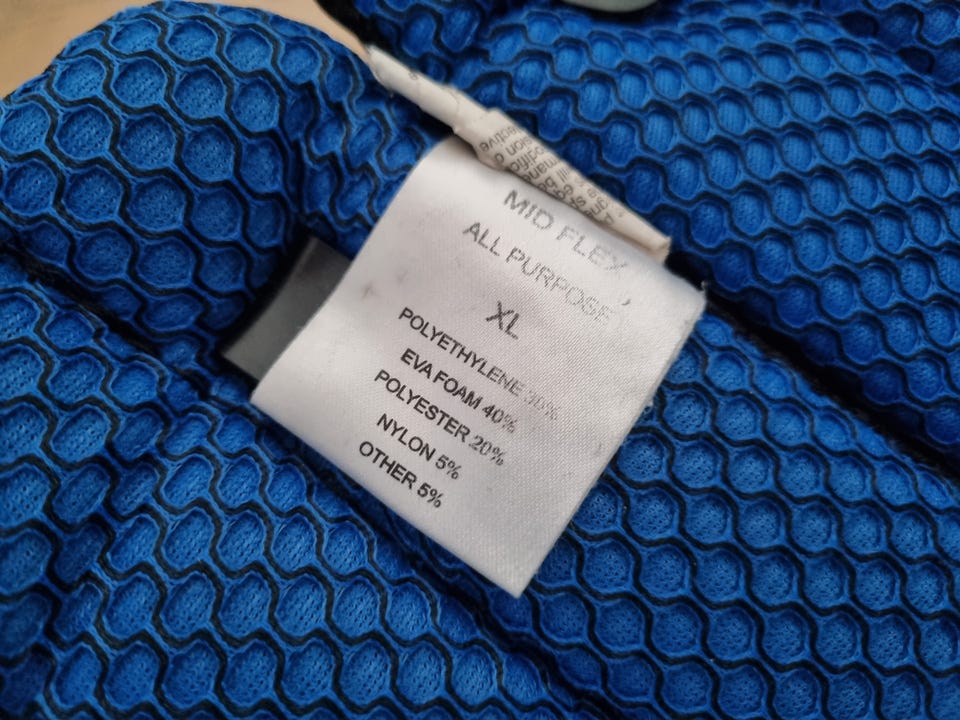 MID FLEX
ALL PURPOSE
XL
POLYETHYLENE 30%
EVA FOAM 40%
POLYESTER 20%
NYLON 5%
OTHER 5%